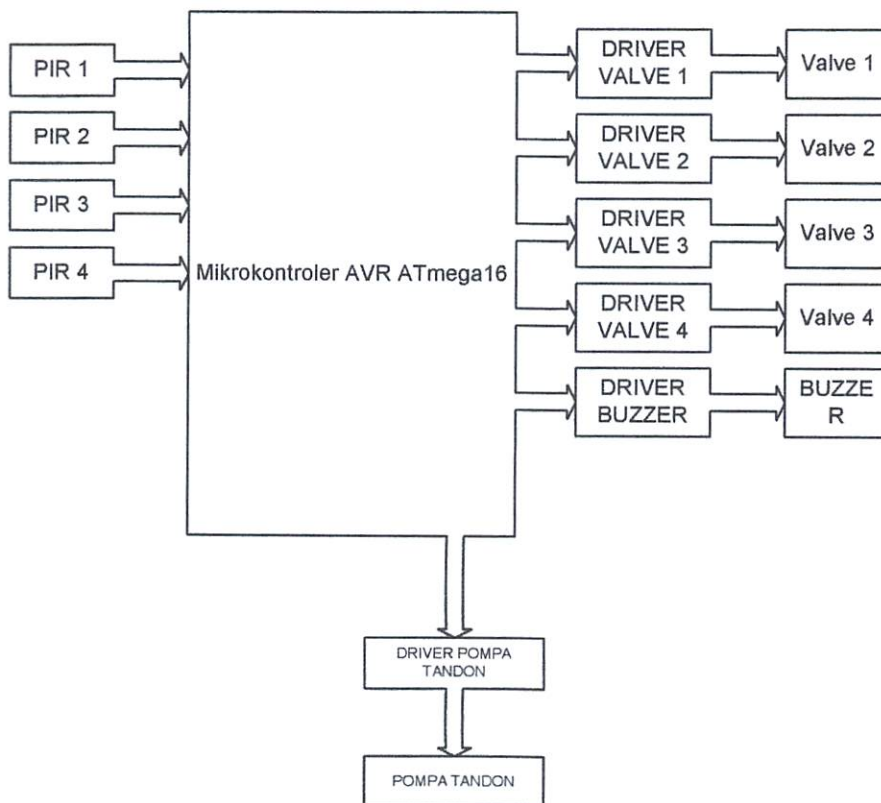 PIR 1
PIR 2
PIR 3
PIR 4
Mikrokontroler AVR ATmega16
DRIVER
VALVE 1
Valve 1
DRIVER
VALVE 2
Valve 2
DRIVER
VALVE 3
Valve 3
DRIVER
VALVE 4
Valve 4
DRIVER
BUZZER
BUZZE
R
DRIVER POMPA
TANDON
POMPA TANDON